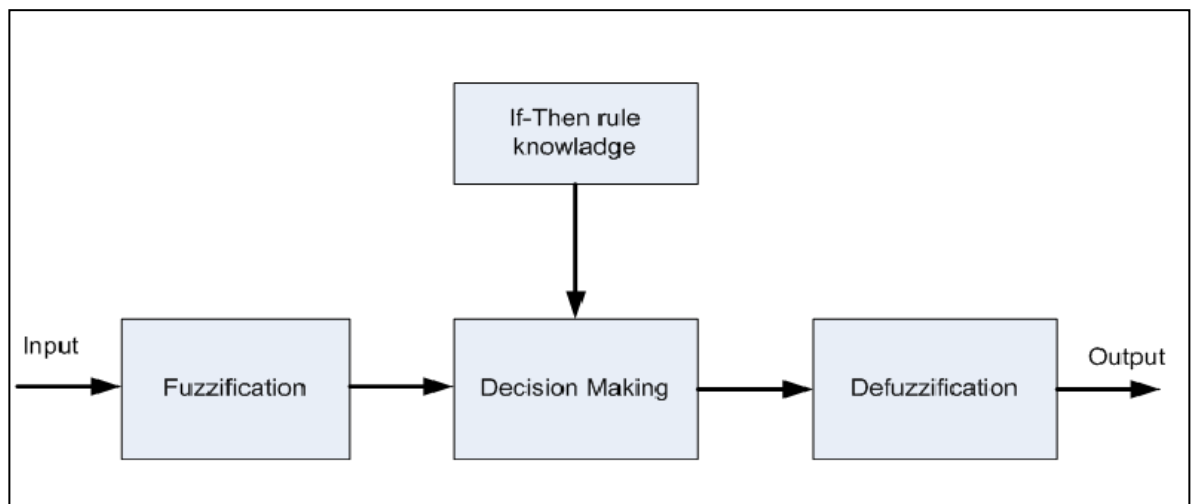 If-Then rule
knowladge
Input
Fuzzification
Decision Making
Defuzzification
Output